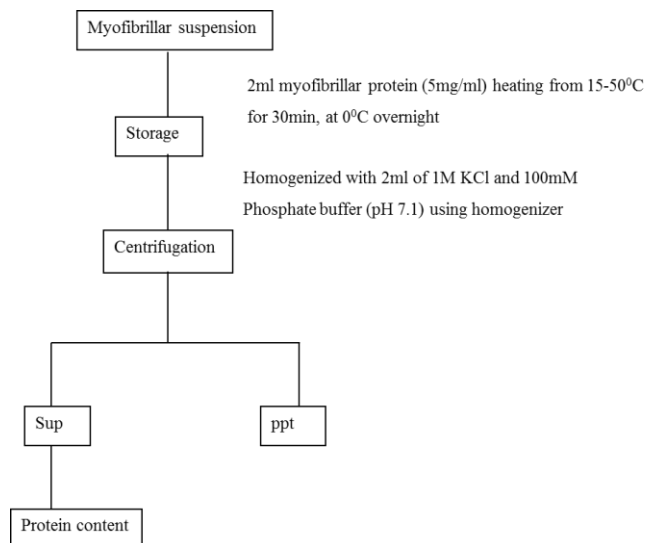 Myofibrillar suspension
2ml myofibrillar protein (5mg/ml) heating from 15-50⁰C
for 30min, at 0⁰C overnight
Storage
Homogenized with 2ml of 1M KCl and 100mM
Phosphate buffer (pH 7.1) using homogenizer
Centrifugation
Sup
ppt
Protein content